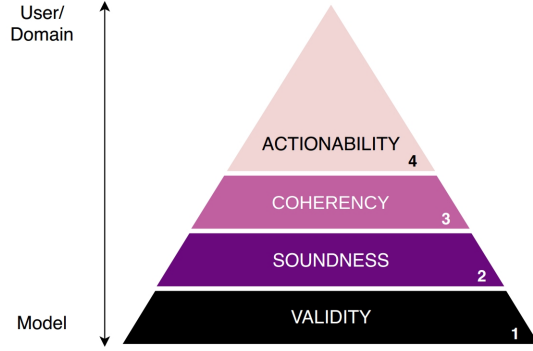 User/
Domain
ACTIONABILITY
4
COHERENCY
3
SOUNDNESS
2
Model
VALIDITY
1